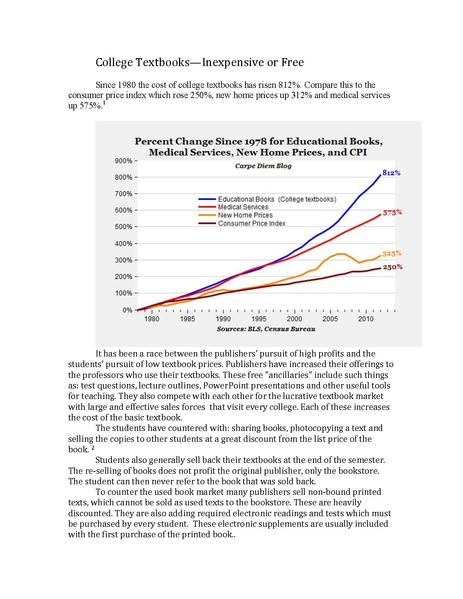 College Textbooks—Inexpensive or Free
Since 1980 the cost of college textbooks has risen 812%. Compare this to the
consumer price index which rose 250%, new home prices up 312% and medical services
up 575%.1
Percent Change Since 1978 for Educational Books,
Medical Services, New Home Prices, and CPI
900%
Carpe Diem Blog
812%
800%
700%
Educational Books (College textbooks)
Medical Services
New Home Prices
Consumer Price Index
600%
575%
500%
400%
325%
300%
250%
200%
100%
0%
1980 1985 1990 1995 2000 2005 2010
Sources: BLS, Census Bureau
It has been a race between the publishers' pursuit of high profits and the
students' pursuit of low textbook prices. Publishers have increased their offerings to
the professors who use their textbooks. These free "ancillaries" include such things
as: test questions, lecture outlines, PowerPoint presentations and other useful tools
for teaching. They also compete with each other for the lucrative textbook market
with large and effective sales forces that visit every college. Each of these increases
the cost of the basic textbook.
The students have countered with: sharing books, photocopying a text and
selling the copies to other students at a great discount from the list price of the
book. 2
Students also generally sell back their textbooks at the end of the semester.
The re-selling of books does not profit the original publisher, only the bookstore.
The student can then never refer to the book that was sold back.
To counter the used book market many publishers sell non-bound printed
texts, which cannot be sold as used texts to the bookstore. These are heavily
discounted. They are also adding required electronic readings and tests which must
be purchased by every student. These electronic supplements are usually included
with the first purchase of the printed book..